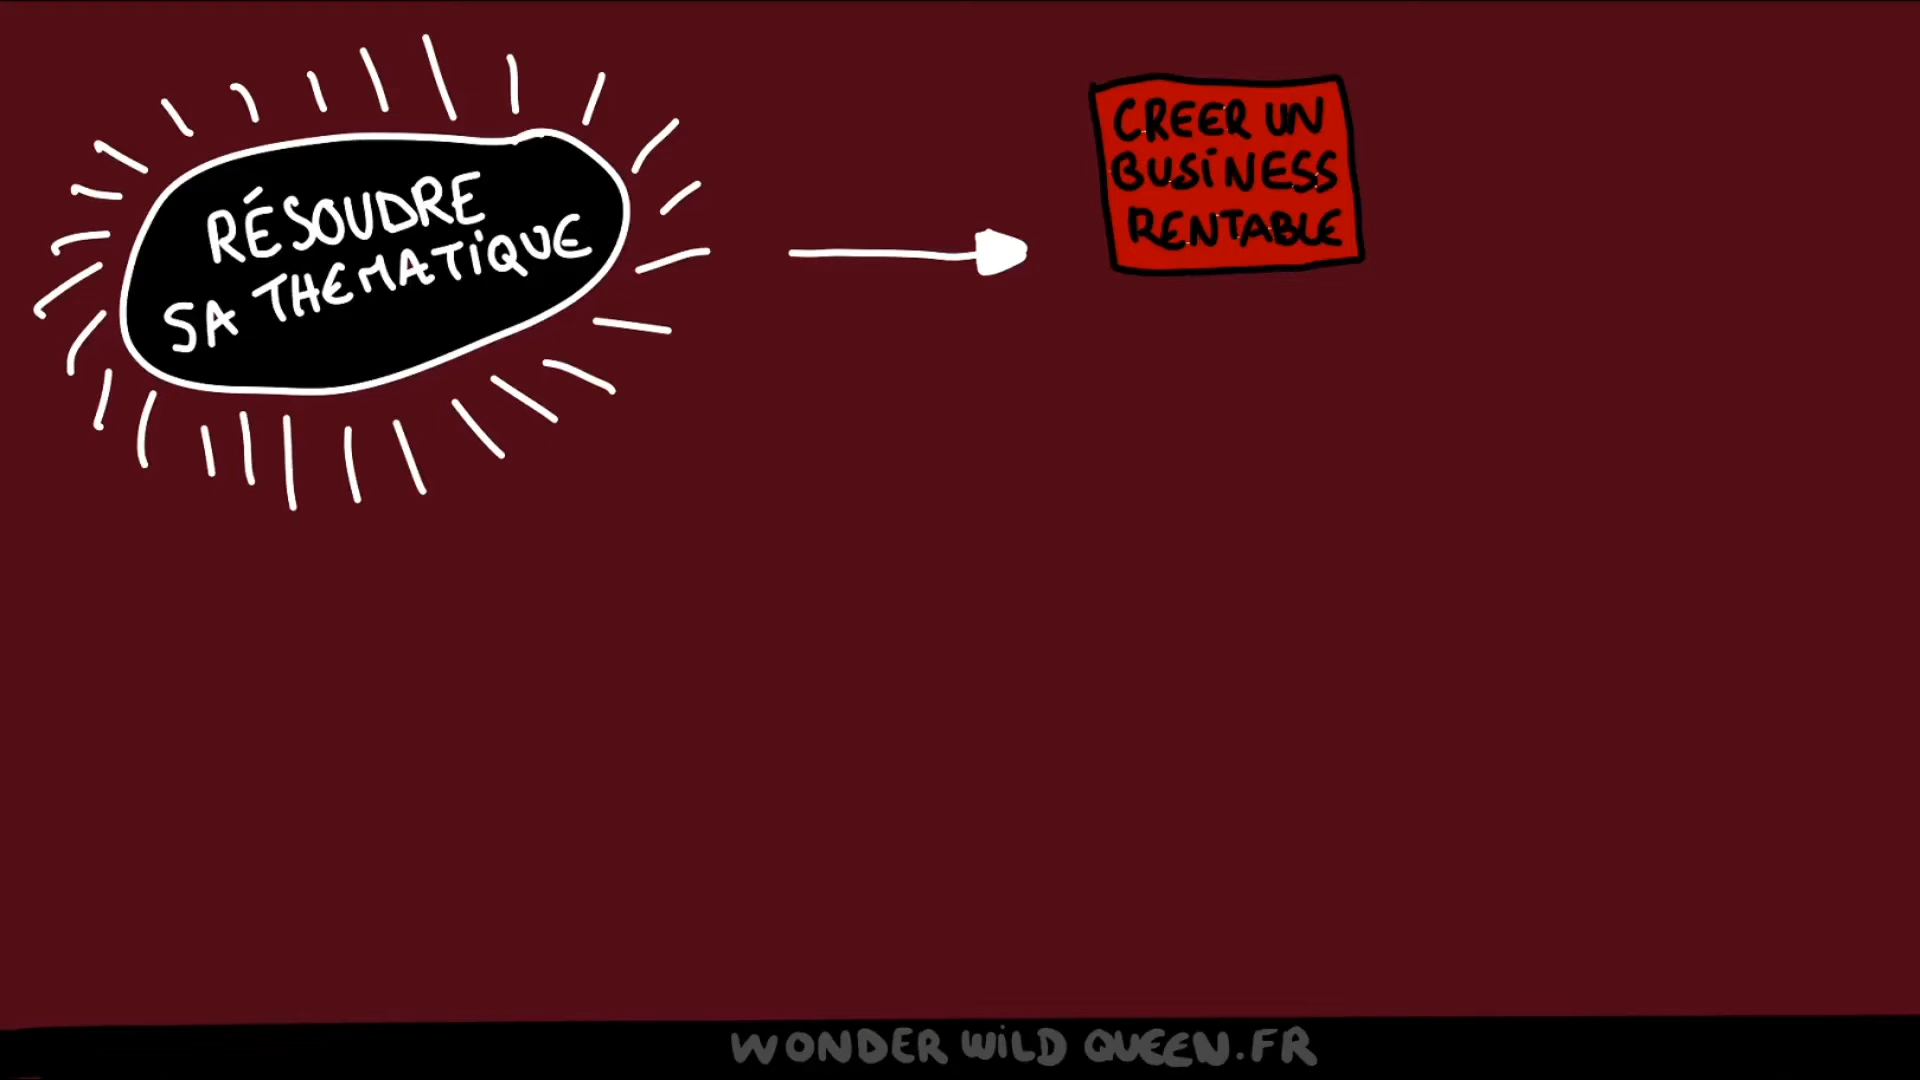 RÉSOUDRE
SA THEMATIQUE
CREER UN
BUSINESS
RENTABLE
WONDER WILD QUEEN.FR